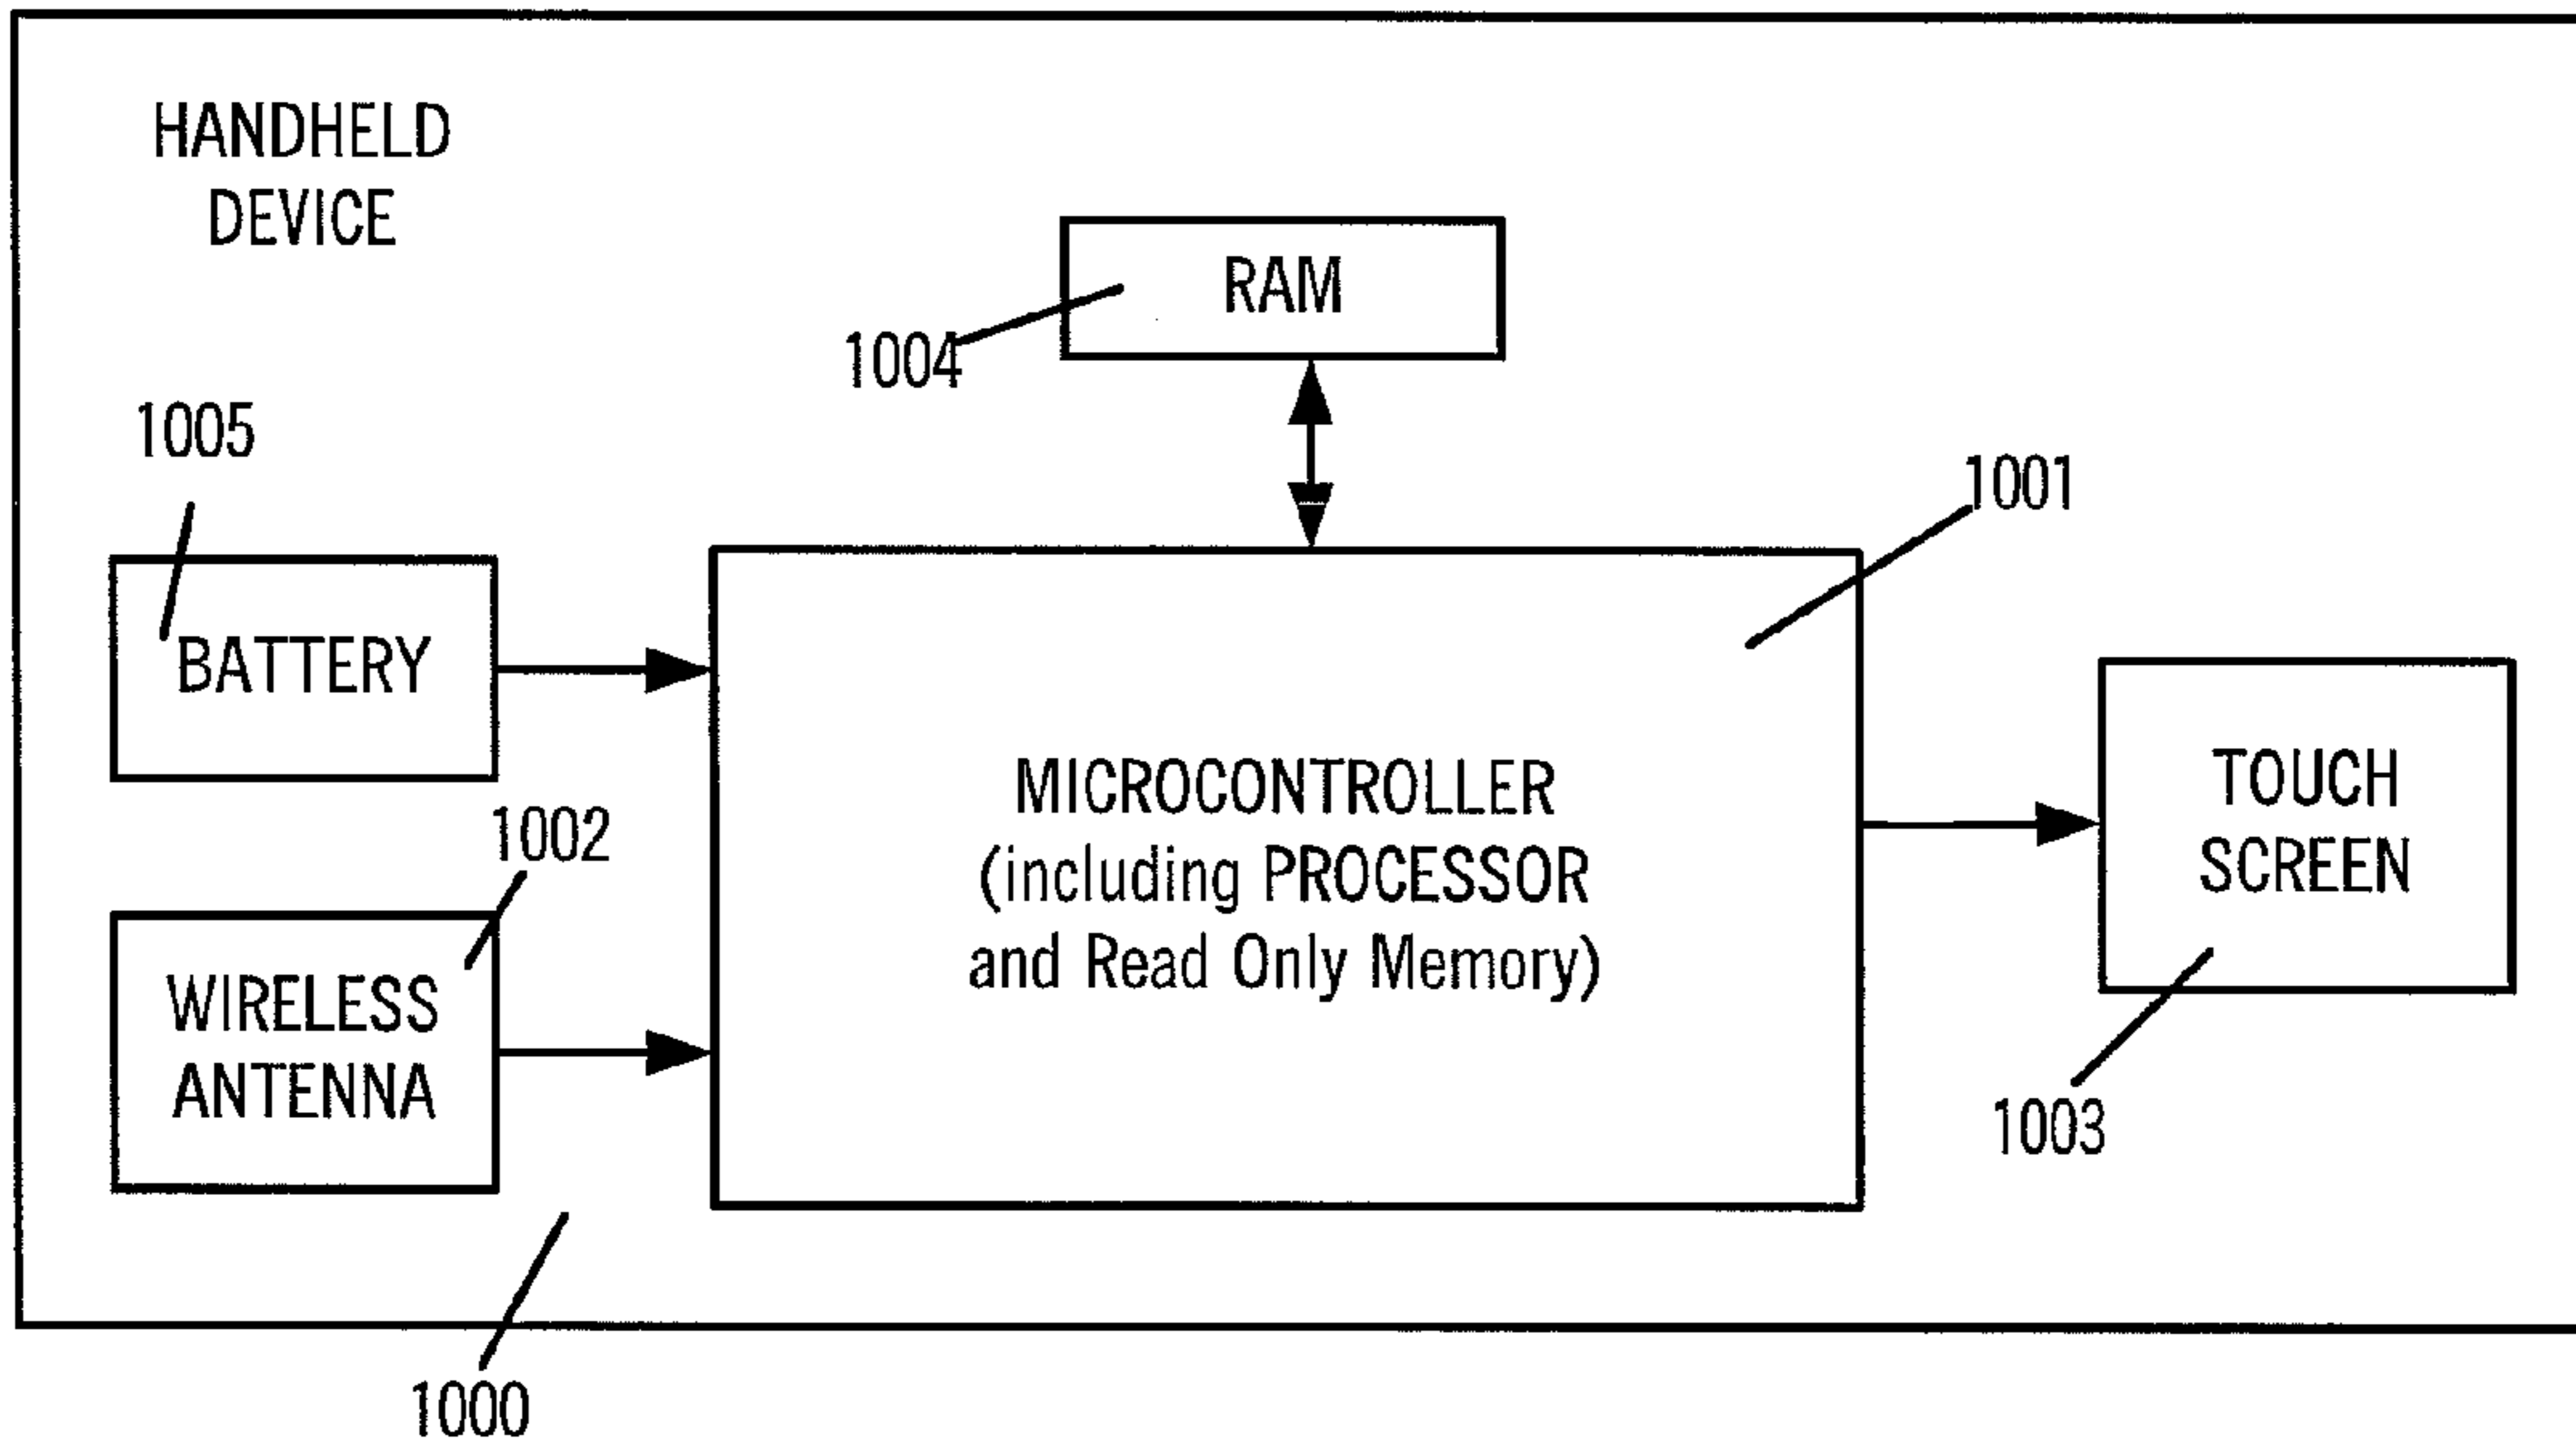 HANDHELD
DEVICE
RAM
1004
1005
1001
BATTERY
MICROCONTROLLER
(including PROCESSOR
and Read Only Memory)
TOUCH
SCREEN
1002
WIRELESS
ANTENNA
1003
1000